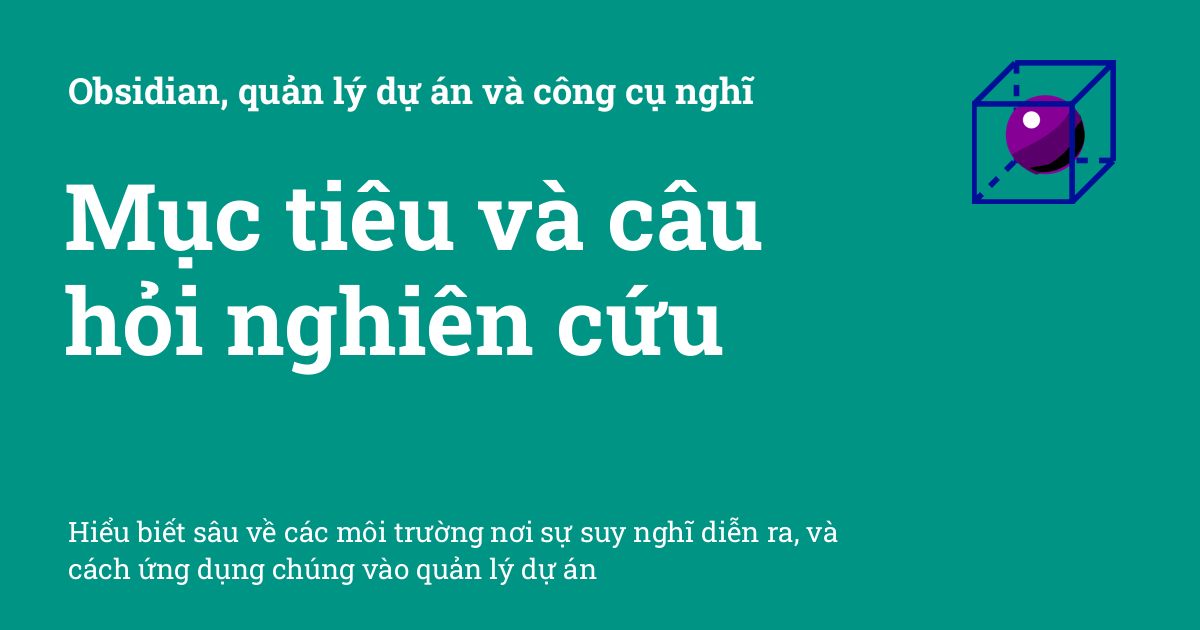 Obsidian, quản lý dự án và công cụ nghĩ
Mục tiêu và câu
hỏi nghiên cứu
Hiểu biết sâu về các môi trường nơi sự suy nghĩ diễn ra, và
cách ứng dụng chúng vào quản lý dự án